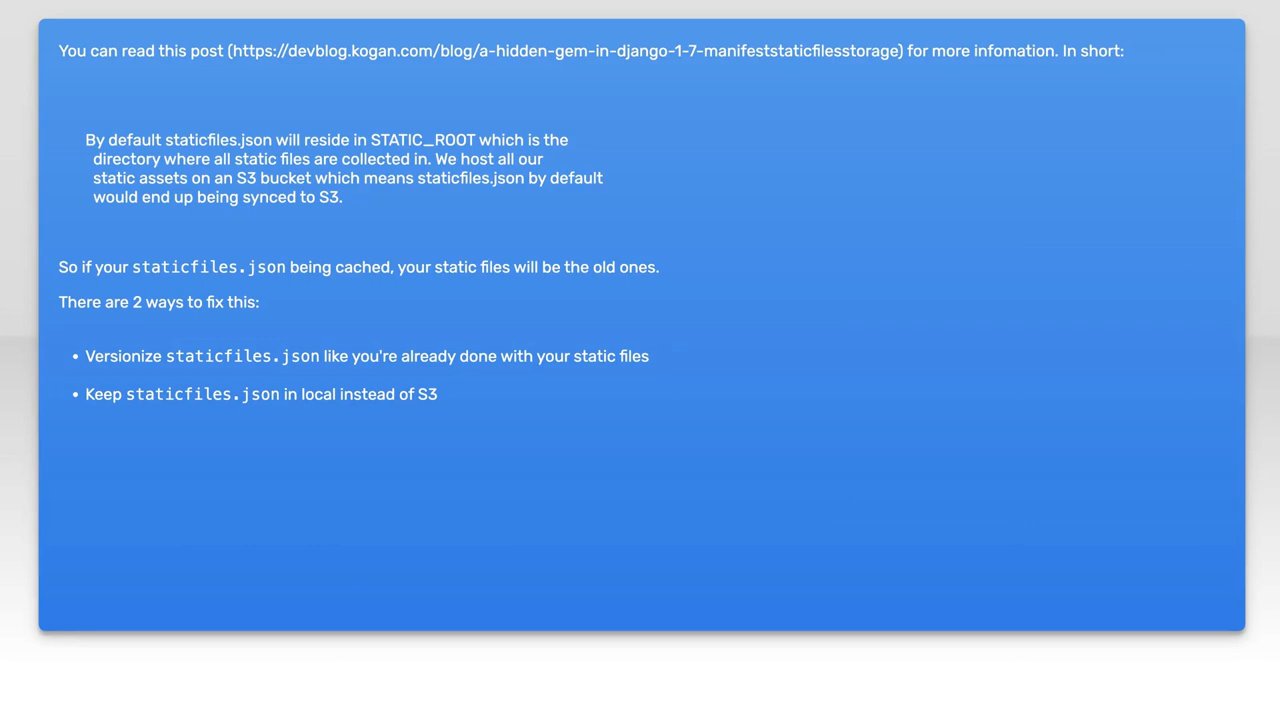 You can read this post (https://devblog.kogan.com/blog/a-hidden-gem-in-django-1-7-manifeststaticfilesstorage) for more infomation. In short:
By default staticfiles.json will reside in STATIC_ROOT which is the
directory where all static files are collected in. We host all our
static assets on an S3 bucket which means staticfiles.json by default
would end up being synced to S3.
So if your staticfiles.json being cached, your static files will be the old ones.
There are 2 ways to fix this:
• Versionize staticfiles.json like you're already done with your static files
• Keep staticfiles.json in local instead of S3